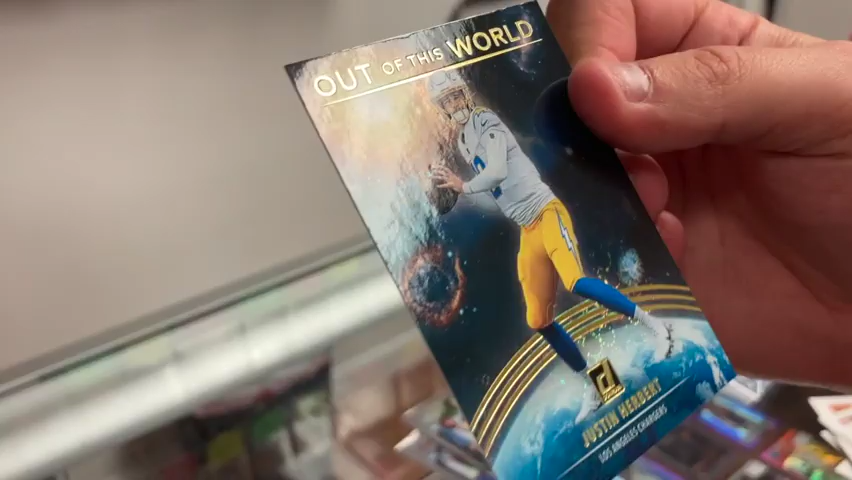 OUT OF THIS WORLD
JUSTIN HERBERT
LOS ANGELES CHARGERS